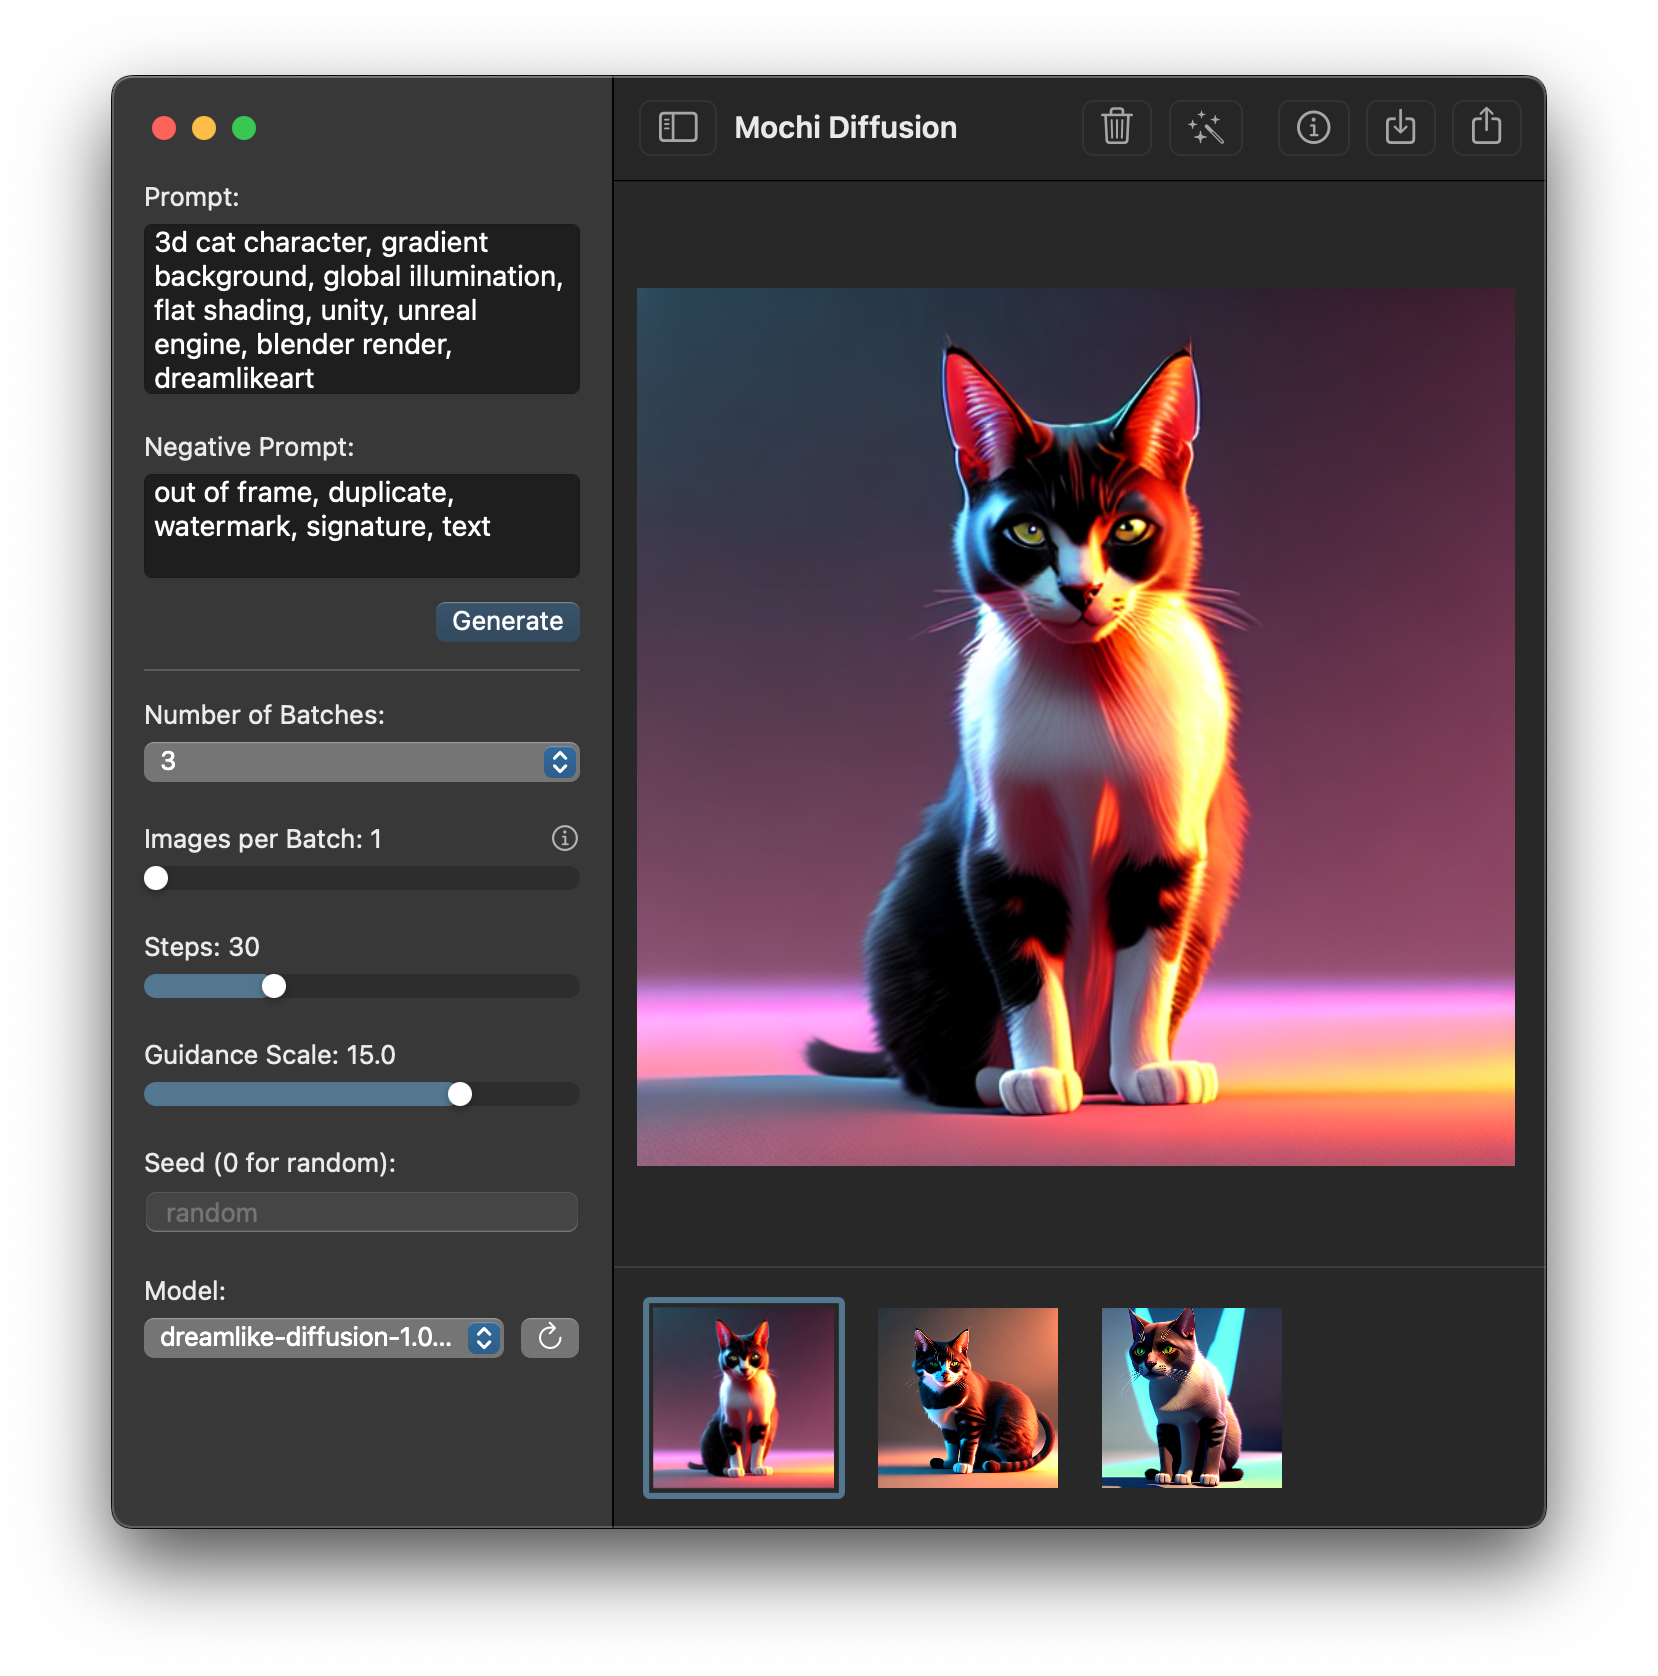 Mochi Diffusion
Prompt:
3d cat character, gradient
background, global illumination,
flat shading, unity, unreal
engine, blender render,
dreamlikeart
Negative Prompt:
out of frame, duplicate,
watermark, signature, text
Generate
Number of Batches:
3
Images per Batch: 1
Steps: 30
Guidance Scale: 15.0
Seed (0 for random):
random
Model:
dreamlike-diffusion-1.0...